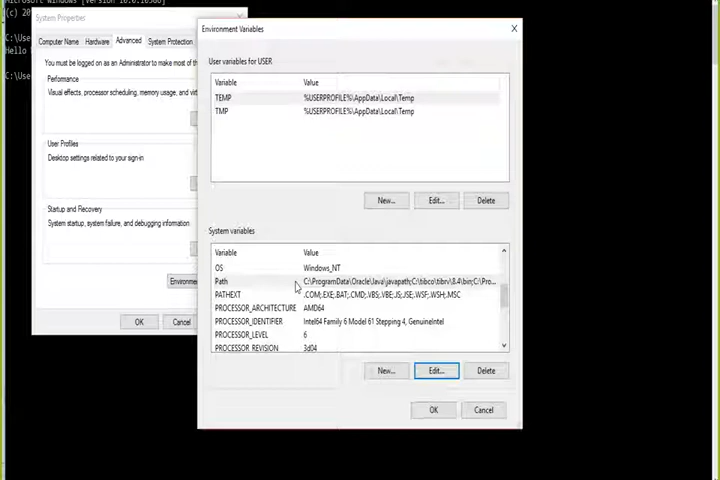 Microsoft Windows [Version 10.0.10586]
(c) 20
C:\Use
Hello
C:\Use
System Properties
Computer Name Hardware Advanced System Protection
You must be logged on as an Administrator to make most of
Performance
Visual effects, processor scheduling, memory usage, and virt
User Profiles
Desktop settings related to your sign-in
Startup and Recovery
System startup, system failure, and debugging information
Environme
OK Cancel
Environment Variables
User variables for USER
Variable Value
TEMP %USERPROFILE%\AppData\Local\Temp
TMP %USERPROFILE%\AppData\Local\Temp
New... Edit... Delete
System variables
Variable Value
OS Windows_NT
Path C:\ProgramData\Oracle\Java\javapath;C:\tibco\tibrv\8.4\bin;C:\Pro...
PATHEXT .COM;.EXE;.BAT;.CMD;.VBS;.VBE;.JS;.JSE;.WSF;.WSH;.MSC
PROCESSOR_ARCHITECTURE AMD64
PROCESSOR_IDENTIFIER Intel64 Family 6 Model 61 Stepping 4, GenuineIntel
PROCESSOR_LEVEL 6
PROCESSOR_REVISION 3d04
New... Edit... Delete
OK Cancel